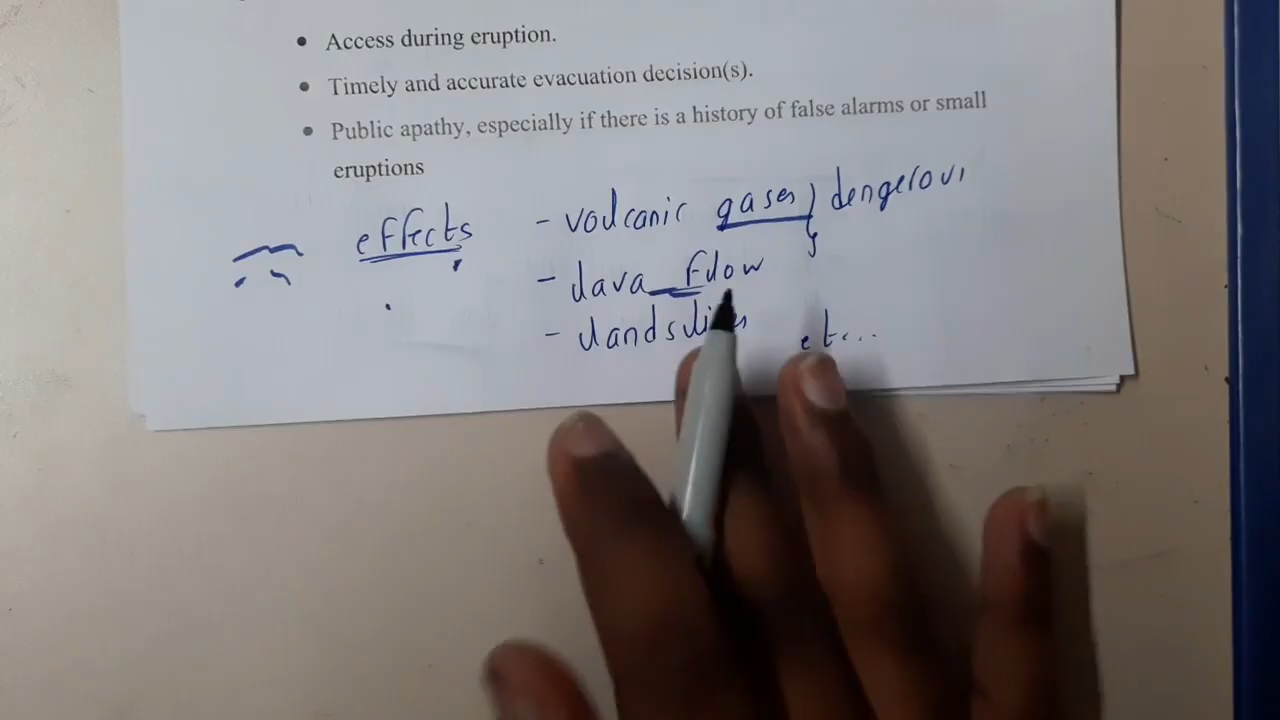 • Access during eruption.
• Timely and accurate evacuation decision(s).
• Public apathy, especially if there is a history of false alarms or small
eruptions
effects - volcanic gases) dengerous
- lava flow
- landslides etc...